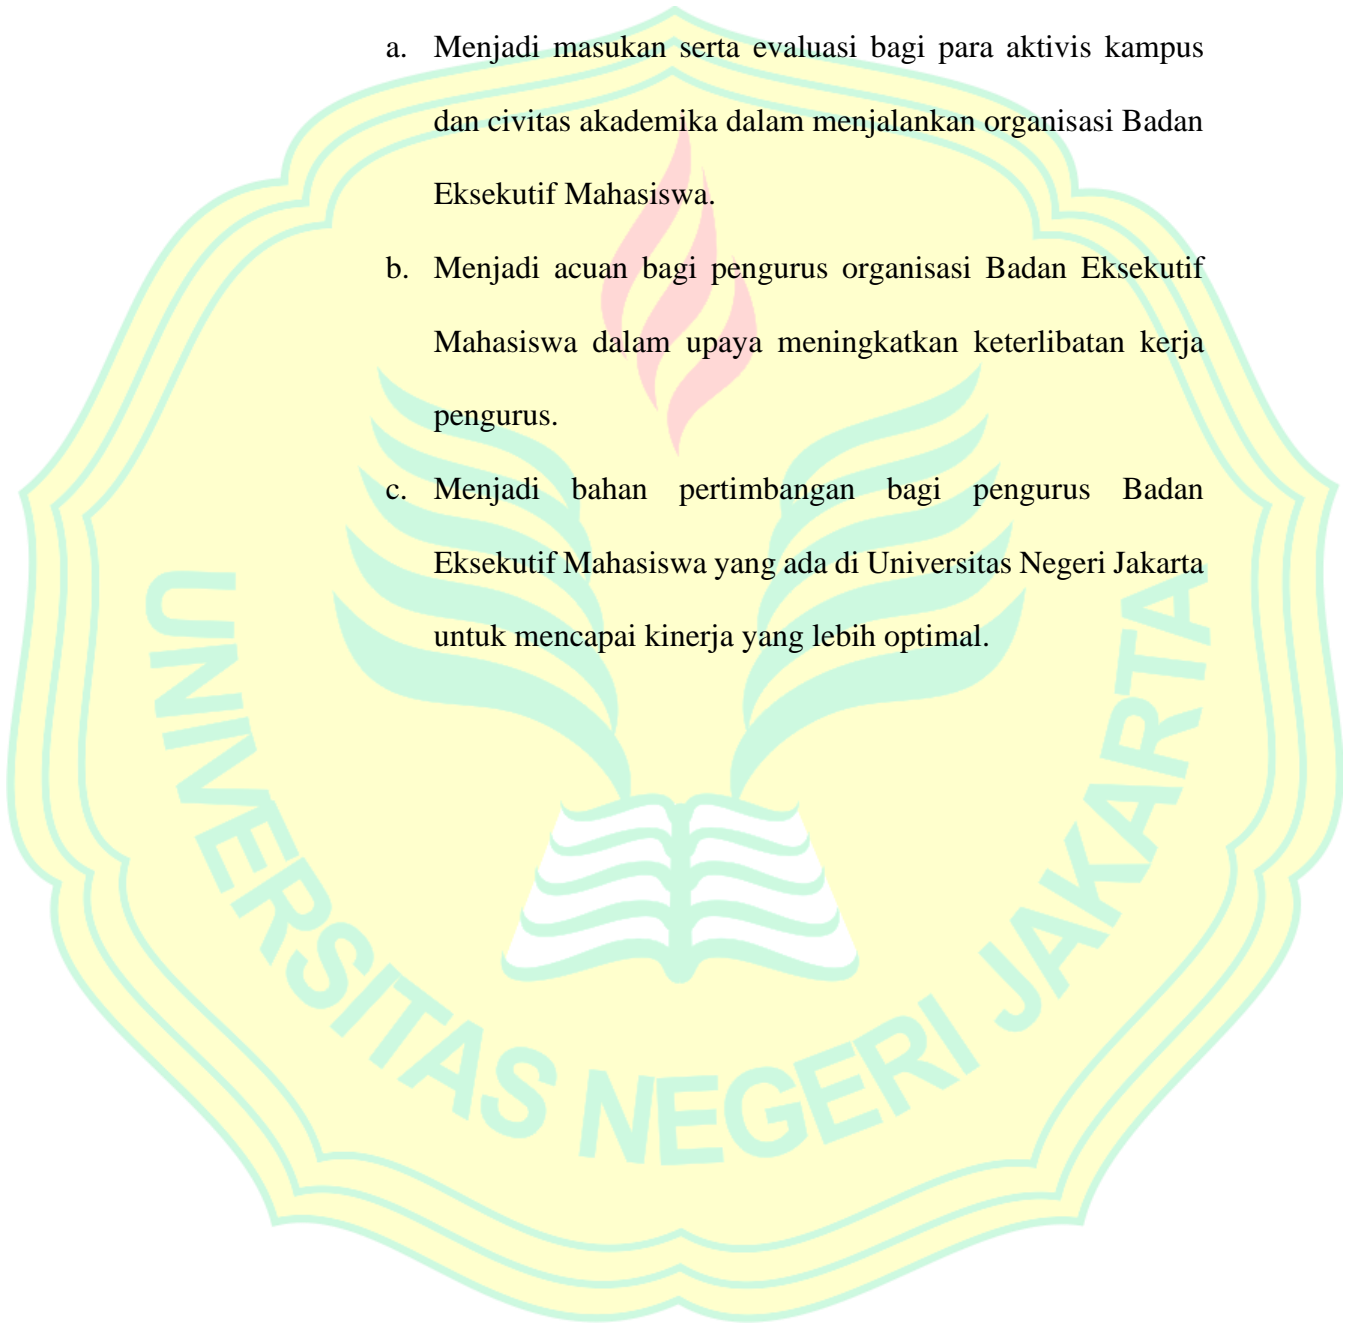 a. Menjadi masukan serta evaluasi bagi para aktivis kampus
dan civitas akademika dalam menjalankan organisasi Badan
Eksekutif Mahasiswa.
b. Menjadi acuan bagi pengurus organisasi Badan Eksekutif
Mahasiswa dalam upaya meningkatkan keterlibatan kerja
pengurus.
c. Menjadi bahan pertimbangan bagi pengurus Badan
Eksekutif Mahasiswa yang ada di Universitas Negeri Jakarta
untuk mencapai kinerja yang lebih optimal.
UNIVERSITAS NEGERI JAKARTA